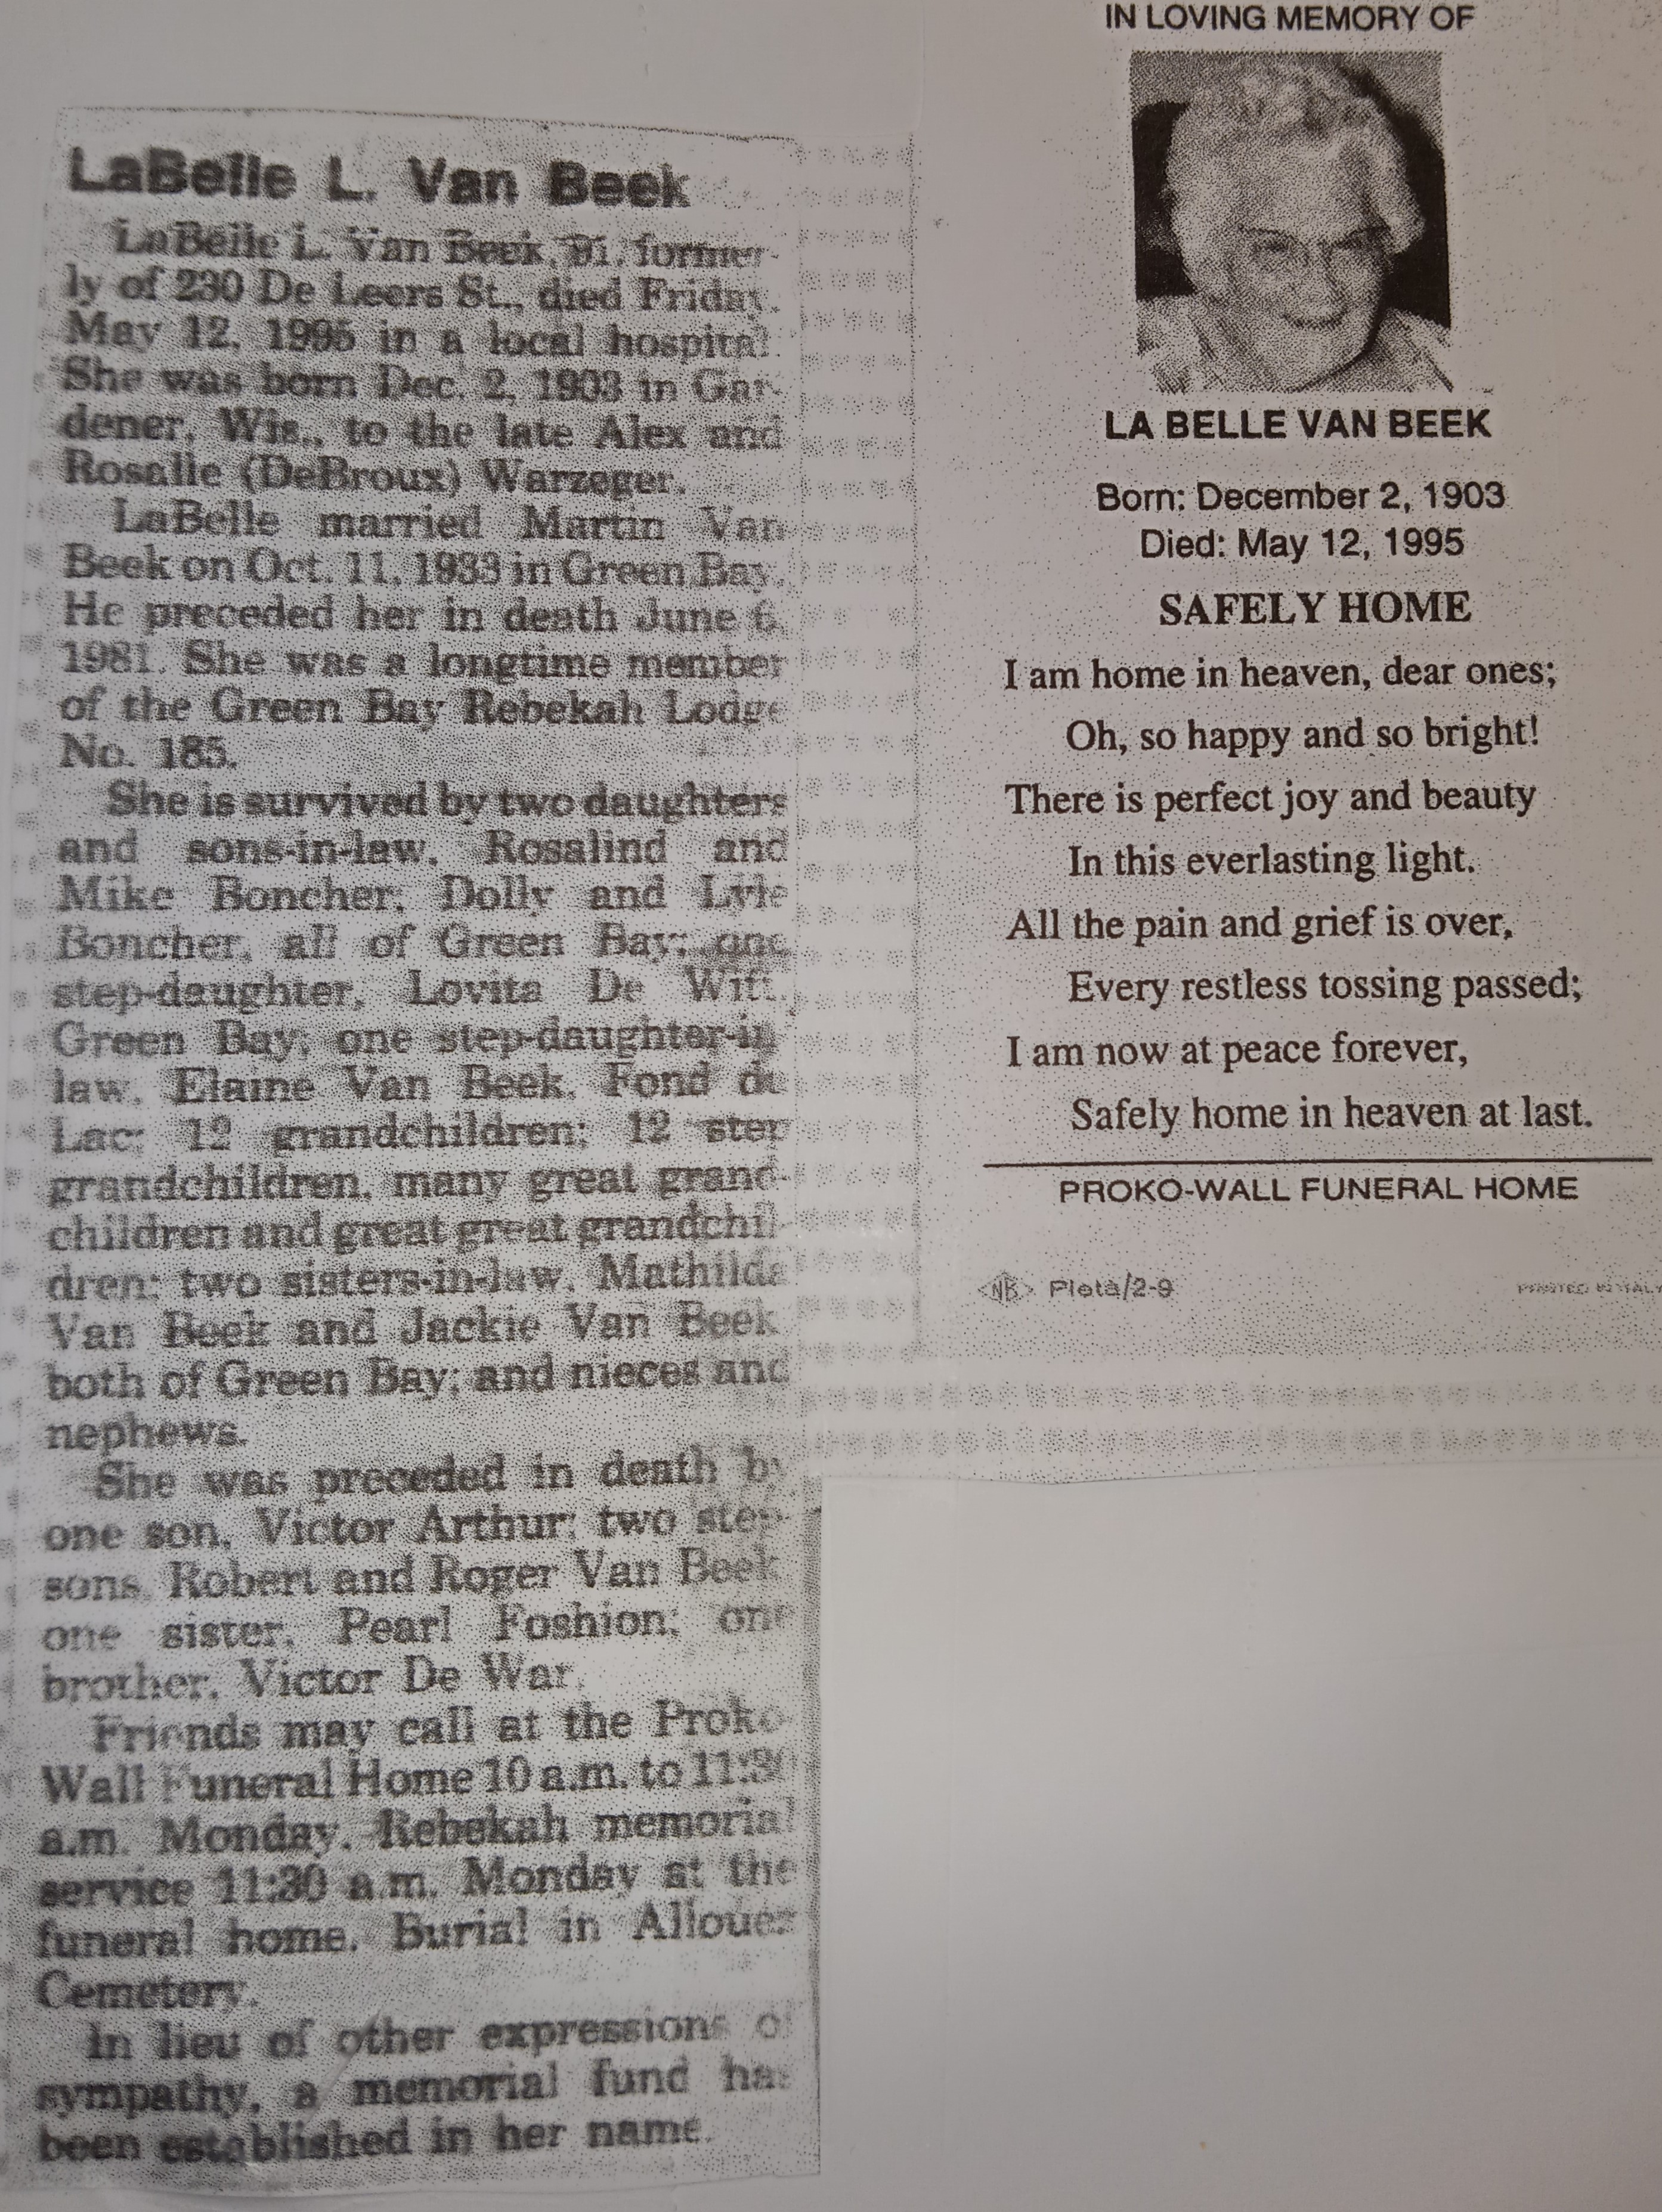 LaBelle L. Van Beek
LaBelle L. Van Beek, 91, former-
ly of 230 De Leers St., died Friday,
May 12, 1995 in a local hospital.
She was born Dec. 2, 1903 in Gar-
dener, Wis., to the late Alex and
Rosalie (DeBroux) Warzeger.
LaBelle married Martin Van
Beek on Oct. 11, 1933 in Green Bay.
He preceded her in death June 6,
1981. She was a longtime member
of the Green Bay Rebekah Lodge
No. 185.
She is survived by two daughters
and sons-in-law, Rosalind and
Mike Boncher; Dolly and Lyle
Boncher, all of Green Bay; one
step-daughter, Lovita De Witt,
Green Bay; one step-daughter-in
law, Elaine Van Beek, Fond du
Lac; 12 grandchildren; 12 step
grandchildren, many great grand-
children and great great grandchil-
dren; two sisters-in-law, Mathilda
Van Beek and Jackie Van Beek
both of Green Bay; and nieces and
nephews.
She was preceded in death by
one son, Victor Arthur; two step-
sons, Robert and Roger Van Beek
one sister, Pearl Foshion; one
brother, Victor De War.
Friends may call at the Proko-
Wall Funeral Home 10 a.m. to 11:30
a.m. Monday. Rebekah memorial
service 11:30 a.m. Monday at the
funeral home. Burial in Allouez
Cemetery.
In lieu of other expressions of
sympathy, a memorial fund has
been established in her name.
IN LOVING MEMORY OF
LA BELLE VAN BEEK
Born: December 2, 1903
Died: May 12, 1995
SAFELY HOME
I am home in heaven, dear ones;
Oh, so happy and so bright!
There is perfect joy and beauty
In this everlasting light.
All the pain and grief is over,
Every restless tossing passed;
I am now at peace forever,
Safely home in heaven at last.
PROKO-WALL FUNERAL HOME
NB Pieta/2-9
PRINTED IN ITALY